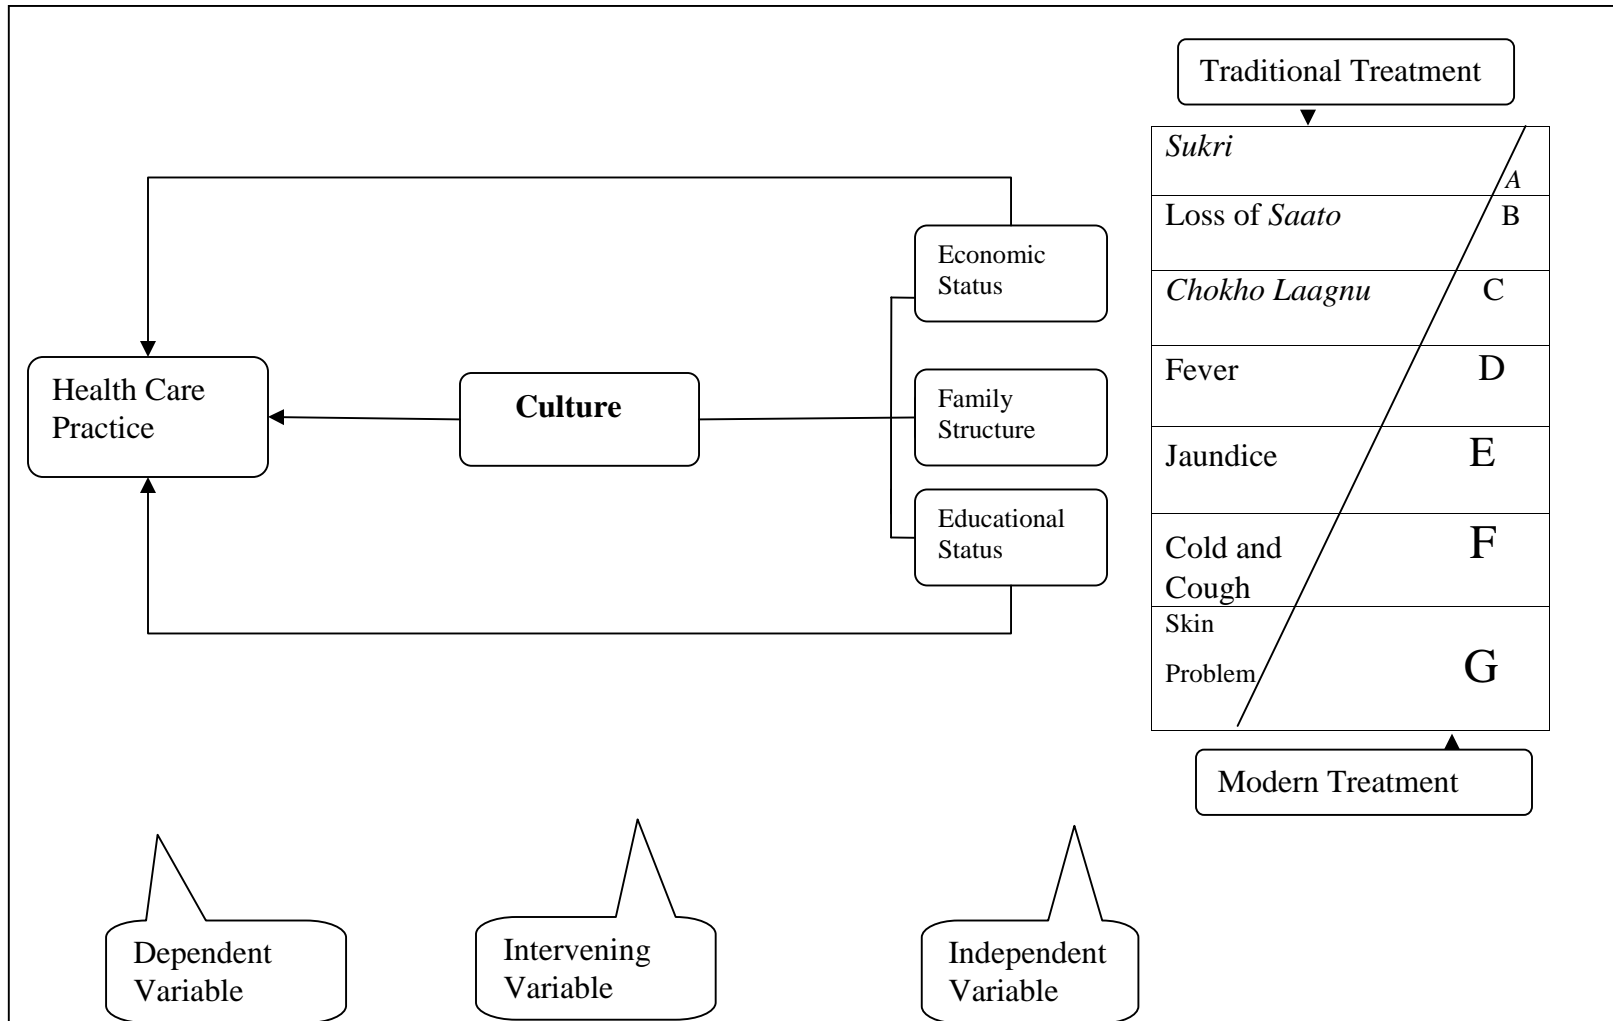 Traditional Treatment
Sukri
A
Loss of Saato
B
Chokho Laagnu
C
Fever
D
Jaundice
E
Cold and
Cough
F
Skin
Problem
G
Modern Treatment
Economic
Status
Health Care
Practice
Culture
Family
Structure
Educational
Status
Dependent
Variable
Intervening
Variable
Independent
Variable